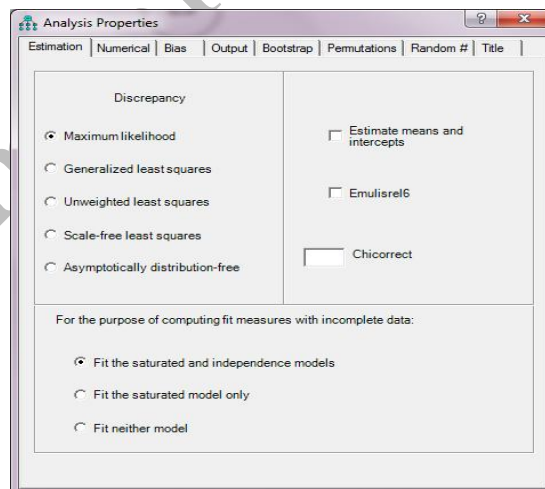 Analysis Properties
Estimation Numerical Bias Output Bootstrap Permutations Random # Title
Discrepancy
Maximum likelihood
Generalized least squares
Unweighted least squares
Scale-free least squares
Asymptotically distribution-free
Estimate means and
intercepts
Emulisrel6
Chicorrect
For the purpose of computing fit measures with incomplete data:
Fit the saturated and independence models
Fit the saturated model only
Fit neither model